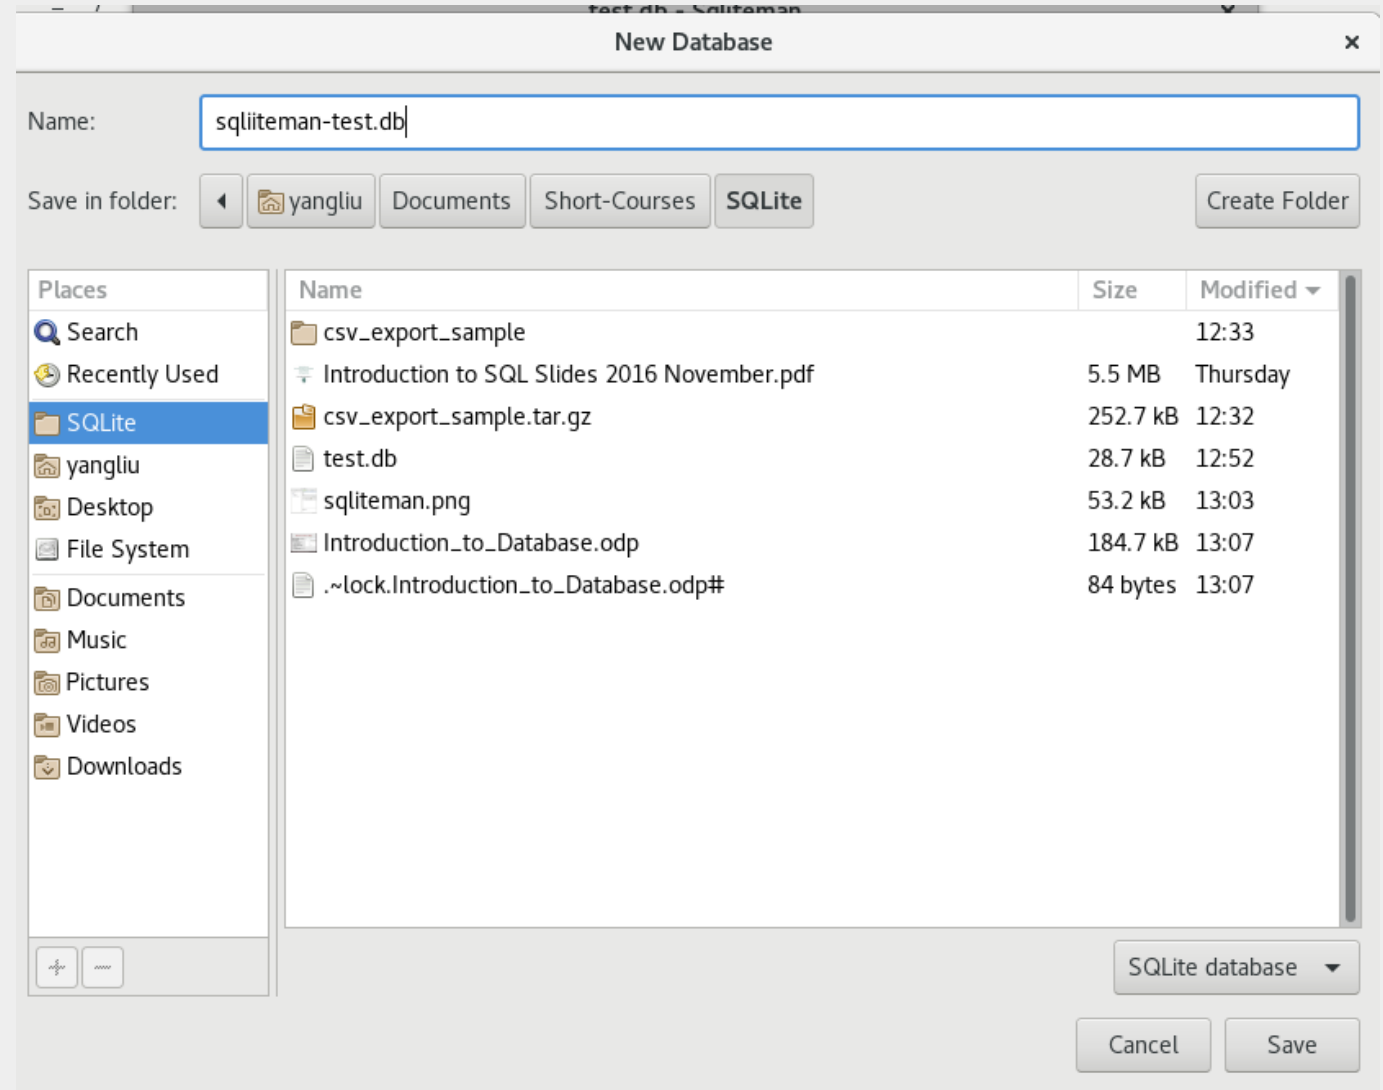 test.db - Sqliteman
New Database
Name: sqliiteman-test.db
Save in folder: yangliu Documents Short-Courses SQLite Create Folder
Places
Search
Recently Used
SQLite
yangliu
Desktop
File System
Documents
Music
Pictures
Videos
Downloads
Name Size Modified
csv_export_sample 12:33
Introduction to SQL Slides 2016 November.pdf 5.5 MB Thursday
csv_export_sample.tar.gz 252.7 kB 12:32
test.db 28.7 kB 12:52
sqliteman.png 53.2 kB 13:03
Introduction_to_Database.odp 184.7 kB 13:07
.~lock.Introduction_to_Database.odp# 84 bytes 13:07
SQLite database
Cancel Save